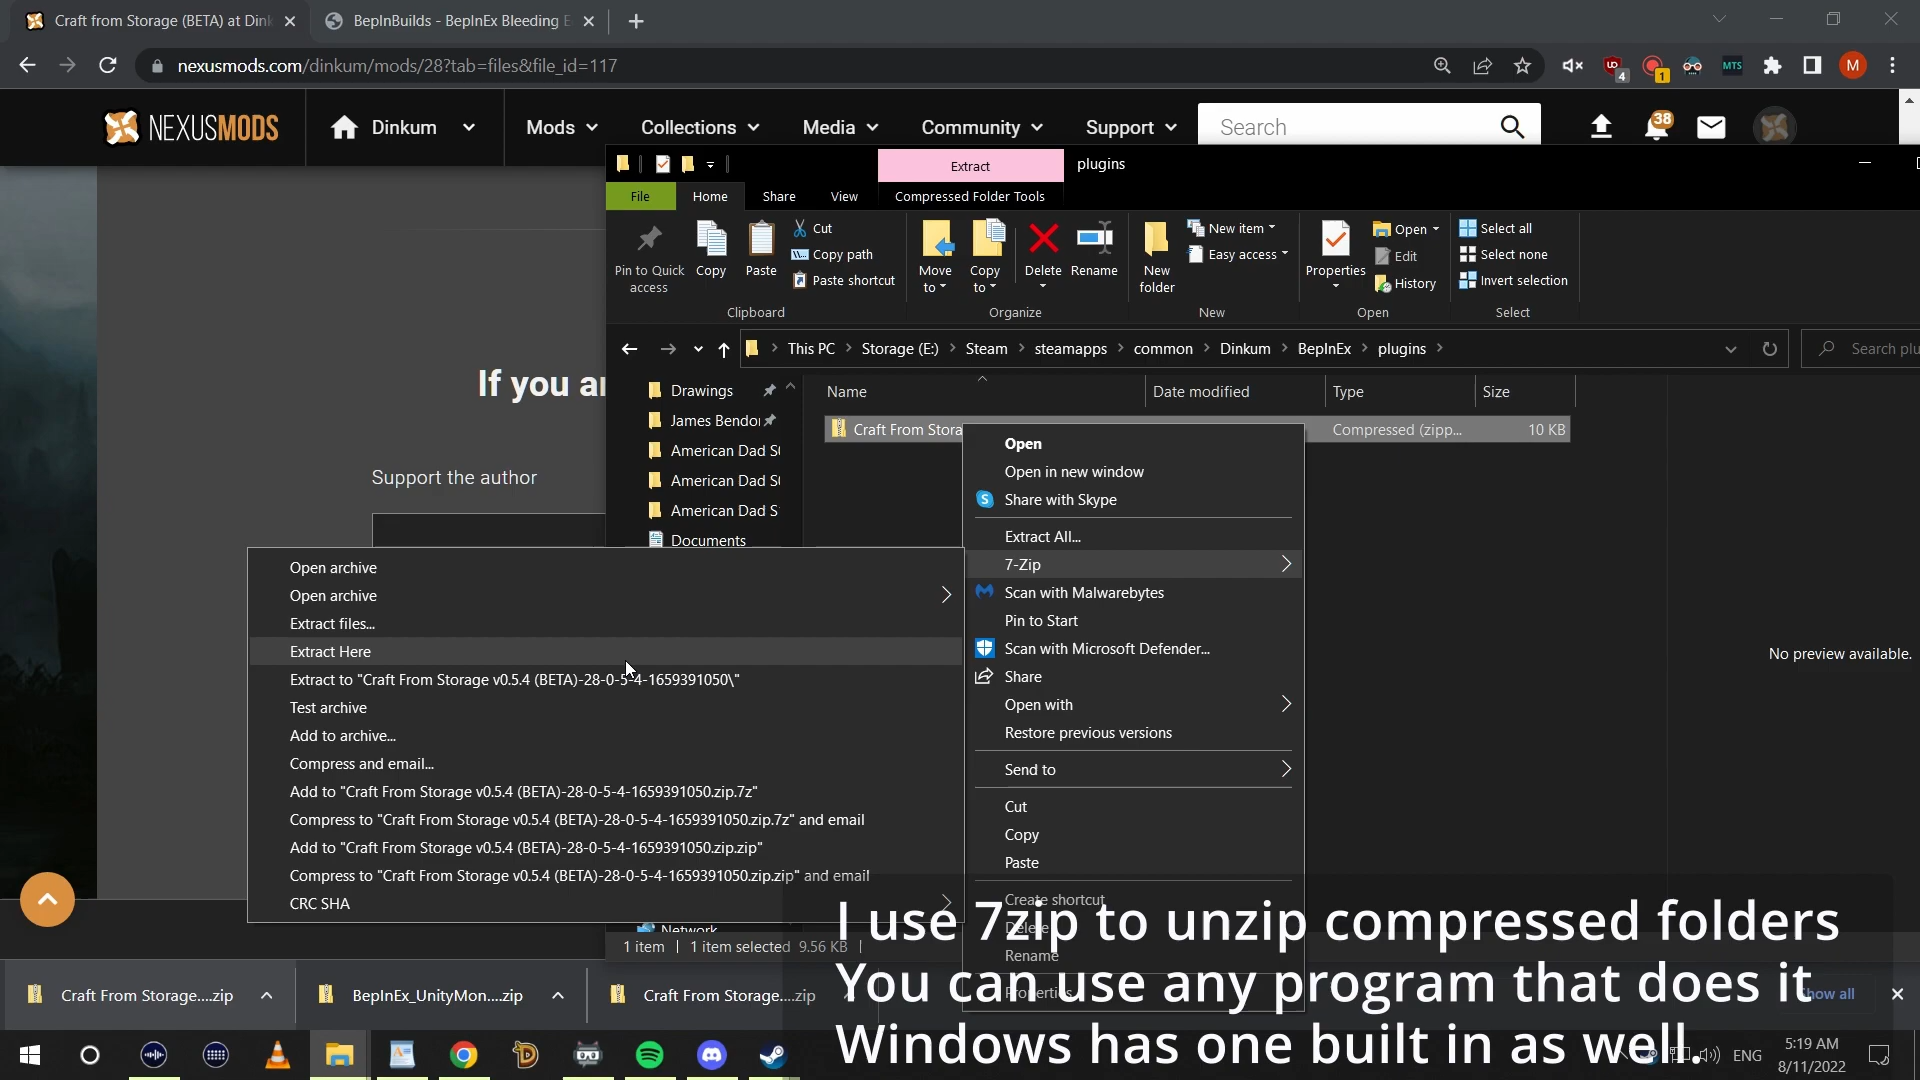 Craft from Storage (BETA) at Dink
BepInBuilds - BepInEx Bleeding E
nexusmods.com/dinkum/mods/28?tab=files&file_id=117
4
1
MTS
M
NEXUSMODS
Dinkum
Mods
Collections
Media
Community
Support
Search
38
Extract
plugins
File
Home
Share
View
Compressed Folder Tools
Pin to Quick access
Copy
Paste
Cut
Copy path
Paste shortcut
Clipboard
Move to
Copy to
Delete
Rename
Organize
New folder
New item
Easy access
New
Properties
Open
Edit
History
Open
Select all
Select none
Invert selection
Select
This PC
Storage (E:)
Steam
steamapps
common
Dinkum
BepInEx
plugins
Search plu
Drawings
James Bendor
American Dad S
American Dad S
American Dad S
Documents
Network
Name
Date modified
Type
Size
Craft From Stora
Compressed (zipp...
10 KB
No preview available.
If you a
Support the author
Open
Open in new window
Share with Skype
Extract All...
7-Zip
Scan with Malwarebytes
Pin to Start
Scan with Microsoft Defender...
Share
Open with
Restore previous versions
Send to
Cut
Copy
Paste
Create shortcut
Delete
Rename
Properties
Open archive
Open archive
Extract files...
Extract Here
Extract to "Craft From Storage v0.5.4 (BETA)-28-0-5-4-1659391050\"
Test archive
Add to archive...
Compress and email...
Add to "Craft From Storage v0.5.4 (BETA)-28-0-5-4-1659391050.zip.7z"
Compress to "Craft From Storage v0.5.4 (BETA)-28-0-5-4-1659391050.zip.7z" and email
Add to "Craft From Storage v0.5.4 (BETA)-28-0-5-4-1659391050.zip.zip"
Compress to "Craft From Storage v0.5.4 (BETA)-28-0-5-4-1659391050.zip.zip" and email
CRC SHA
1 item
1 item selected 9.56 KB
I use 7zip to unzip compressed folders
You can use any program that does it
Windows has one built in as well.
Craft From Storage....zip
BepInEx_UnityMon....zip
Craft From Storage....zip
Show all
ENG
5:19 AM
8/11/2022